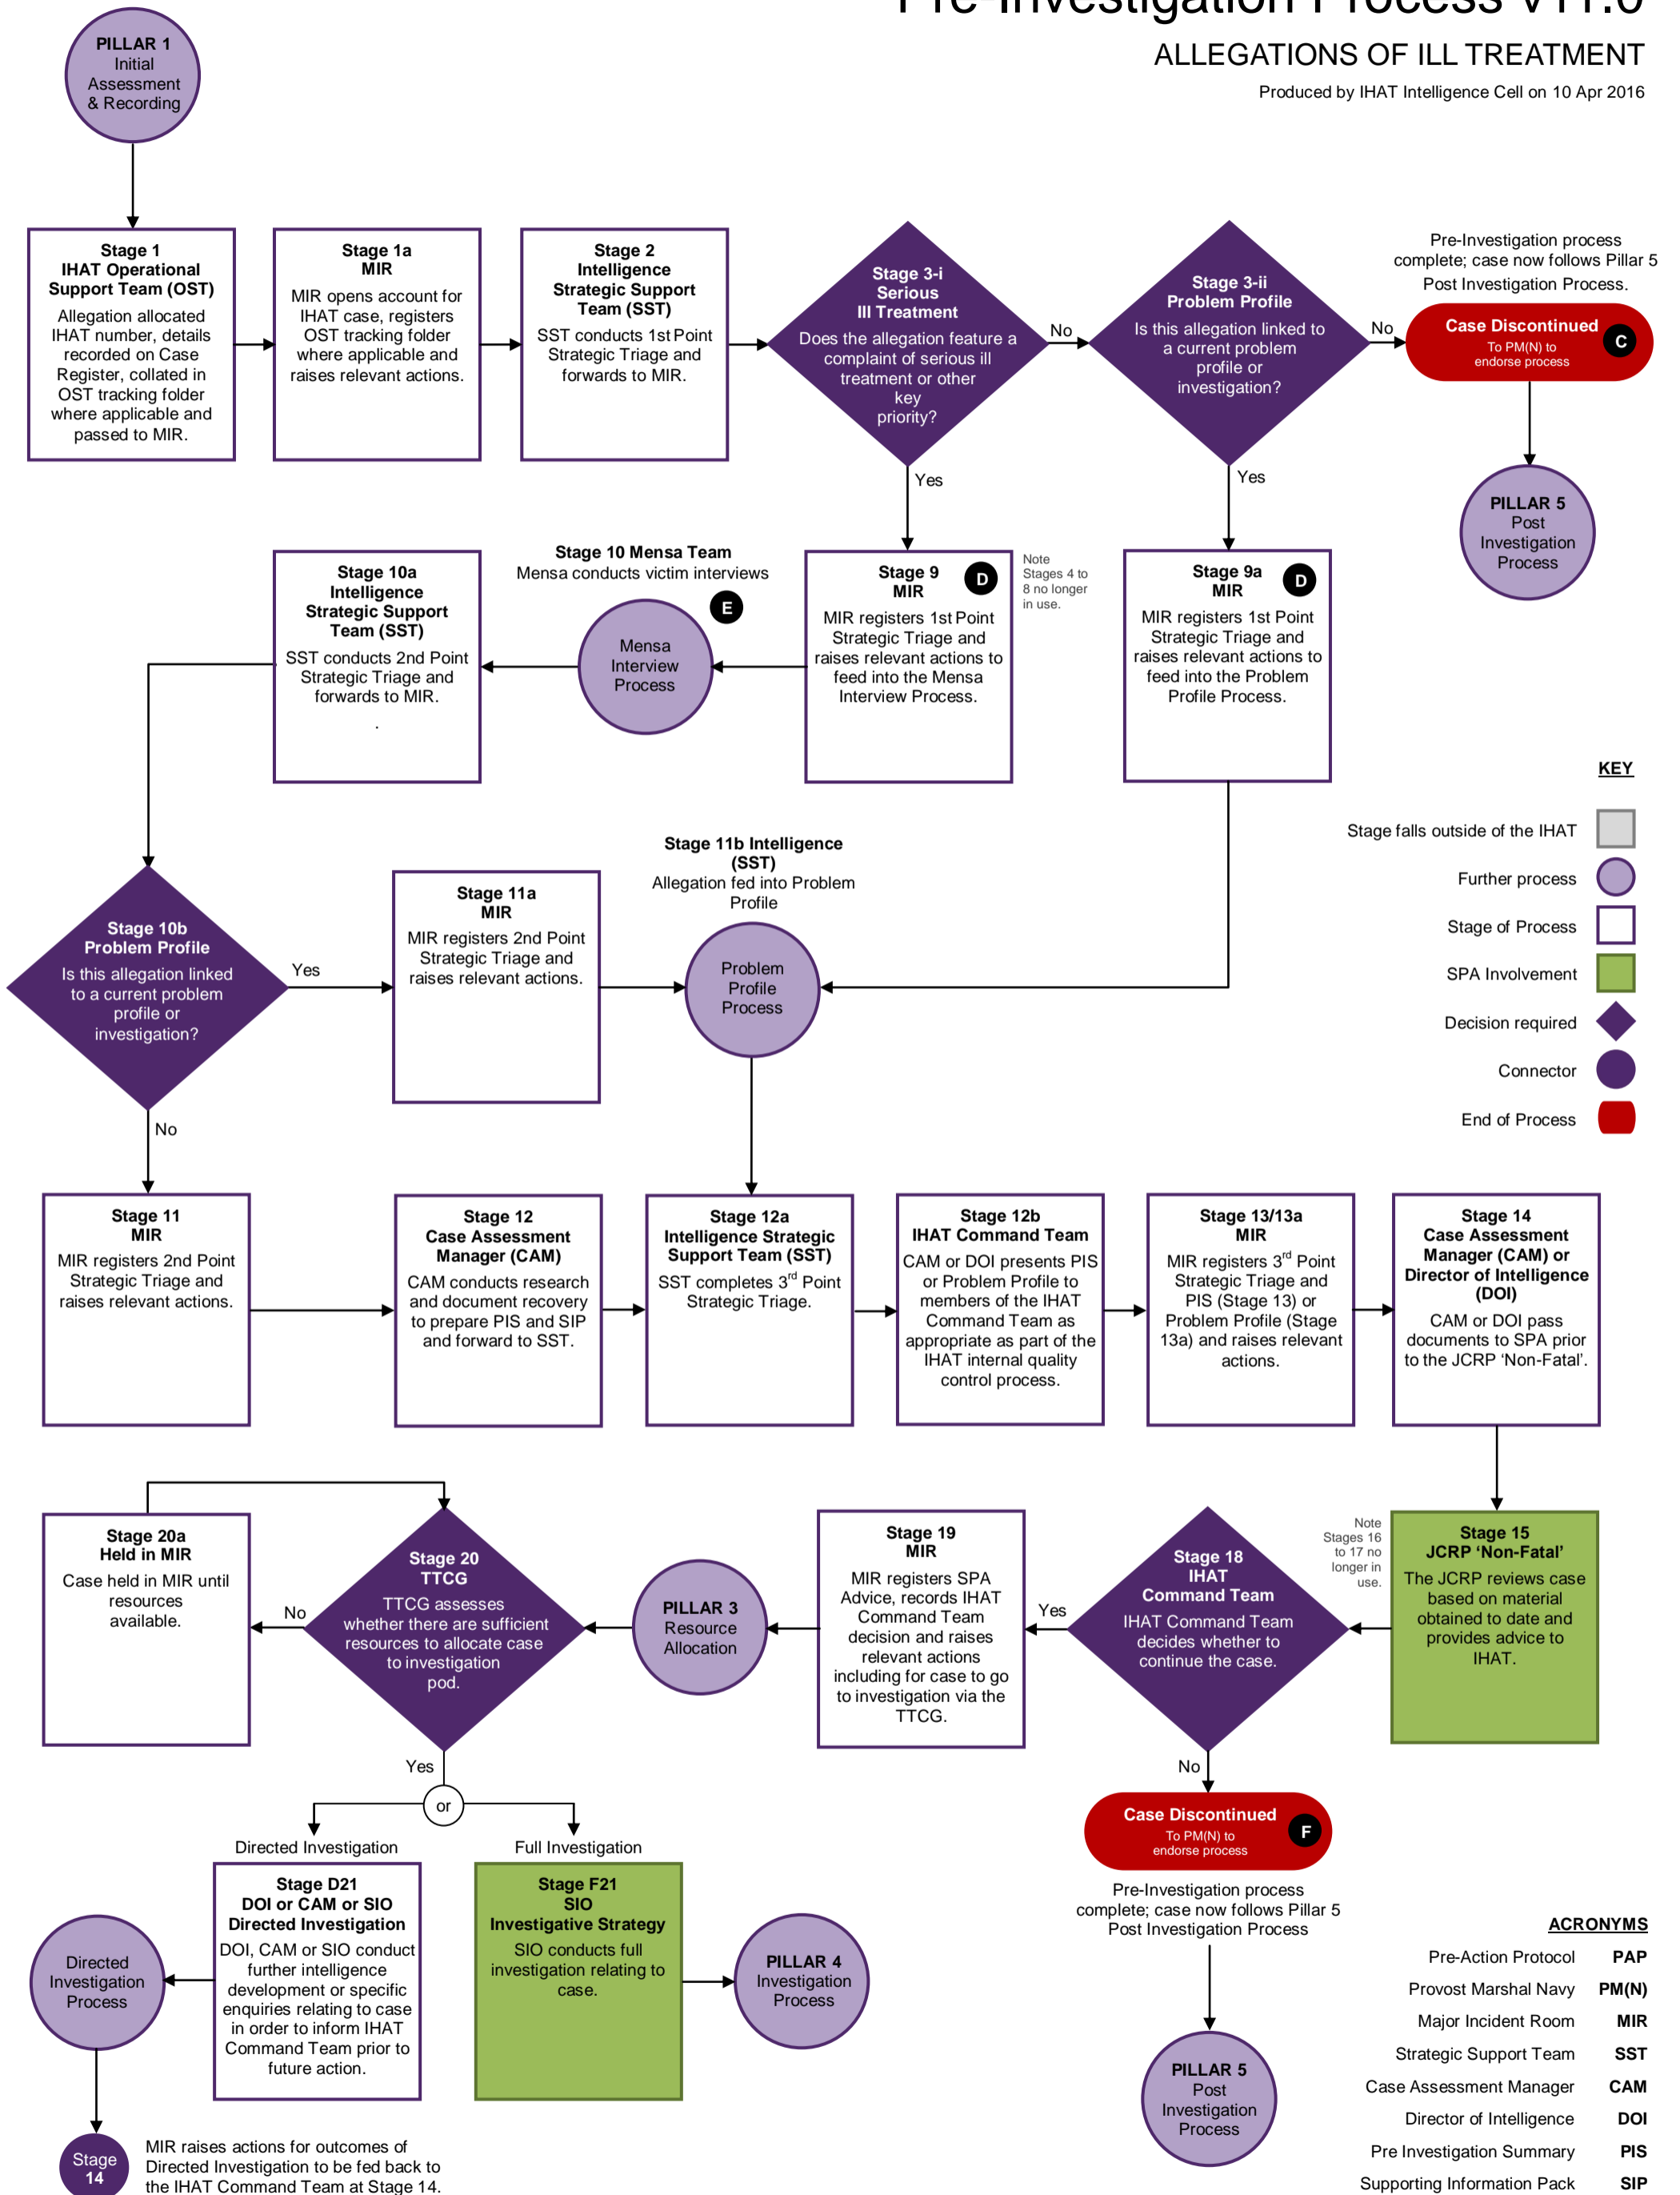 Pre-Investigation Process v11.0
ALLEGATIONS OF ILL TREATMENT
Produced by IHAT Intelligence Cell on 10 Apr 2016
PILLAR 1
Initial
Assessment
& Recording
Stage 1
IHAT Operational
Support Team (OST)
Allegation allocated
IHAT number, details
recorded on Case
Register, collated in
OST tracking folder
where applicable and
passed to MIR.
Stage 1a
MIR
MIR opens account for
IHAT case, registers
OST tracking folder
where applicable and
raises relevant actions.
Stage 2
Intelligence
Strategic Support
Team (SST)
SST conducts 1st Point
Strategic Triage and
forwards to MIR.
Stage 3-i
Serious
Ill Treatment
Does the allegation feature a
complaint of serious ill
treatment or other
key
priority?
No
Yes
Stage 3-ii
Problem Profile
Is this allegation linked to
a current problem
profile or
investigation?
No
Yes
Pre-Investigation process
complete; case now follows Pillar 5
Post Investigation Process.
Case Discontinued
To PM(N) to
endorse process
C
PILLAR 5
Post
Investigation
Process
Stage 10a
Intelligence
Strategic Support
Team (SST)
SST conducts 2nd Point
Strategic Triage and
forwards to MIR.
.
Stage 10 Mensa Team
Mensa conducts victim interviews
E
Mensa
Interview
Process
Stage 9
MIR
D
MIR registers 1st Point
Strategic Triage and
raises relevant actions to
feed into the Mensa
Interview Process.
Note
Stages 4 to
8 no longer
in use.
Stage 9a
MIR
D
MIR registers 1st Point
Strategic Triage and
raises relevant actions to
feed into the Problem
Profile Process.
KEY
Stage falls outside of the IHAT
Further process
Stage of Process
SPA Involvement
Decision required
Connector
End of Process
Stage 10b
Problem Profile
Is this allegation linked
to a current problem
profile or
investigation?
Yes
No
Stage 11a
MIR
MIR registers 2nd Point
Strategic Triage and
raises relevant actions.
Stage 11b Intelligence
(SST)
Allegation fed into Problem
Profile
Problem
Profile
Process
Stage 11
MIR
MIR registers 2nd Point
Strategic Triage and
raises relevant actions.
Stage 12
Case Assessment
Manager (CAM)
CAM conducts research
and document recovery
to prepare PIS and SIP
and forward to SST.
Stage 12a
Intelligence Strategic
Support Team (SST)
SST completes 3rd Point
Strategic Triage.
Stage 12b
IHAT Command Team
CAM or DOI presents PIS
or Problem Profile to
members of the IHAT
Command Team as
appropriate as part of the
IHAT internal quality
control process.
Stage 13/13a
MIR
MIR registers 3rd Point
Strategic Triage and
PIS (Stage 13) or
Problem Profile (Stage
13a) and raises relevant
actions.
Stage 14
Case Assessment
Manager (CAM) or
Director of Intelligence
(DOI)
CAM or DOI pass
documents to SPA prior
to the JCRP ‘Non-Fatal’.
Stage 20a
Held in MIR
Case held in MIR until
resources
available.
No
Stage 20
TTCG
TTCG assesses
whether there are sufficient
resources to allocate case
to investigation
pod.
PILLAR 3
Resource
Allocation
Stage 19
MIR
MIR registers SPA
Advice, records IHAT
Command Team
decision and raises
relevant actions
including for case to go
to investigation via the
TTCG.
Yes
Stage 18
IHAT
Command Team
IHAT Command Team
decides whether to
continue the case.
Note
Stages 16
to 17 no
longer in
use.
Stage 15
JCRP ‘Non-Fatal’
The JCRP reviews case
based on material
obtained to date and
provides advice to
IHAT.
Yes
or
Directed Investigation
Full Investigation
No
Case Discontinued
To PM(N) to
endorse process
F
Pre-Investigation process
complete; case now follows Pillar 5
Post Investigation Process
PILLAR 5
Post
Investigation
Process
Directed
Investigation
Process
Stage D21
DOI or CAM or SIO
Directed Investigation
DOI, CAM or SIO conduct
further intelligence
development or specific
enquiries relating to case
in order to inform IHAT
Command Team prior to
future action.
Stage F21
SIO
Investigative Strategy
SIO conducts full
investigation relating to
case.
PILLAR 4
Investigation
Process
Stage
14
MIR raises actions for outcomes of
Directed Investigation to be fed back to
the IHAT Command Team at Stage 14.
ACRONYMS
Pre-Action Protocol PAP
Provost Marshal Navy PM(N)
Major Incident Room MIR
Strategic Support Team SST
Case Assessment Manager CAM
Director of Intelligence DOI
Pre Investigation Summary PIS
Supporting Information Pack SIP